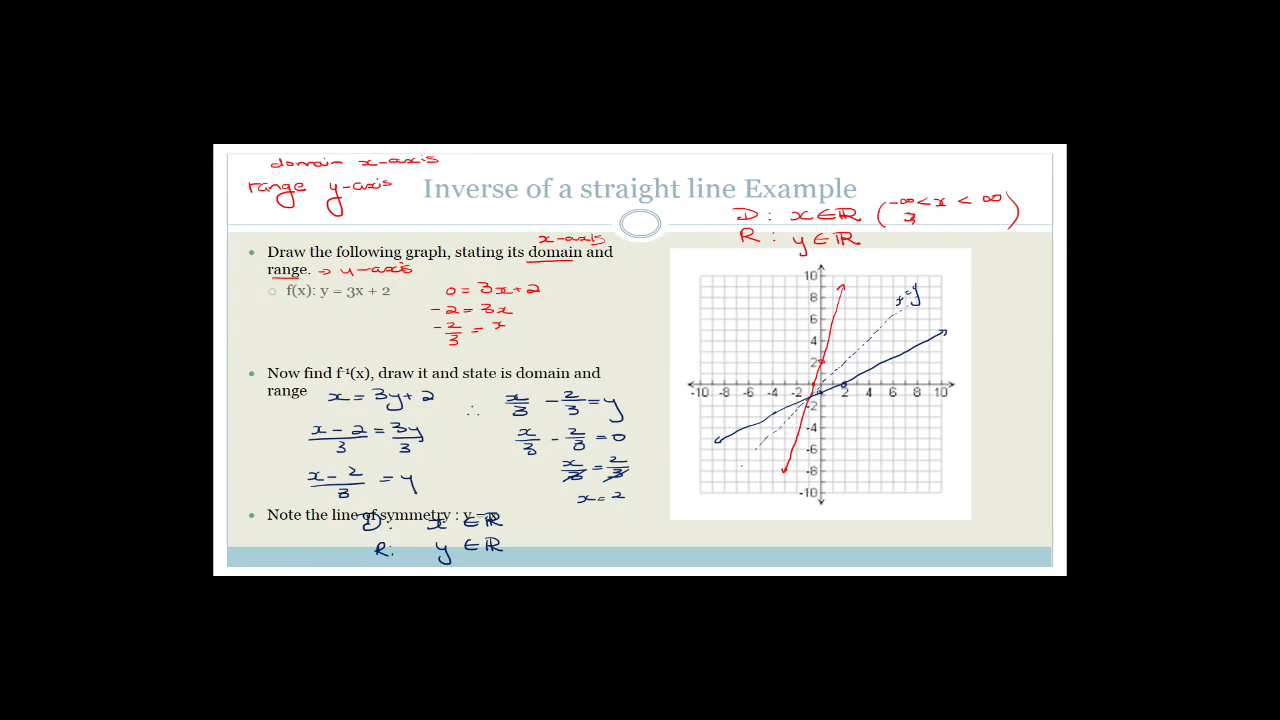 domain x-axis
range y-axis
Inverse of a straight line Example
D : x ∈ ℝ (-∞ < x < ∞)
R : y ∈ ℝ
x-axis
Draw the following graph, stating its domain and
range. → y-axis
f(x): y = 3x + 2
0 = 3x + 2
-2 = 3x
-2/3 = x
Now find f⁻¹(x), draw it and state is domain and
range
x = 3y + 2
(x - 2)/3 = 3y/3
(x - 2)/3 = y
∴ x/3 - 2/3 = y
x/3 - 2/3 = 0
x/3 = 2/3
x = 2
Note the line of symmetry : y =
D: x ∈ ℝ
R: y ∈ ℝ
x=y
10
8
6
4
2
-10 -8 -6 -4 -2 2 4 6 8 10
-2
-4
-6
-8
-10